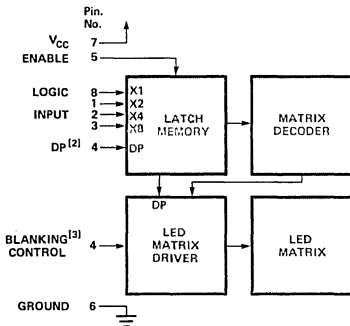 Pin.
No.
VCC 7
ENABLE 5
LOGIC 8 X1
1 X2
INPUT 2 X4
3 X8
DP[2] 4 DP
LATCH
MEMORY
MATRIX
DECODER
DP
BLANKING[3]
CONTROL 4
LED
MATRIX
DRIVER
LED
MATRIX
GROUND 6